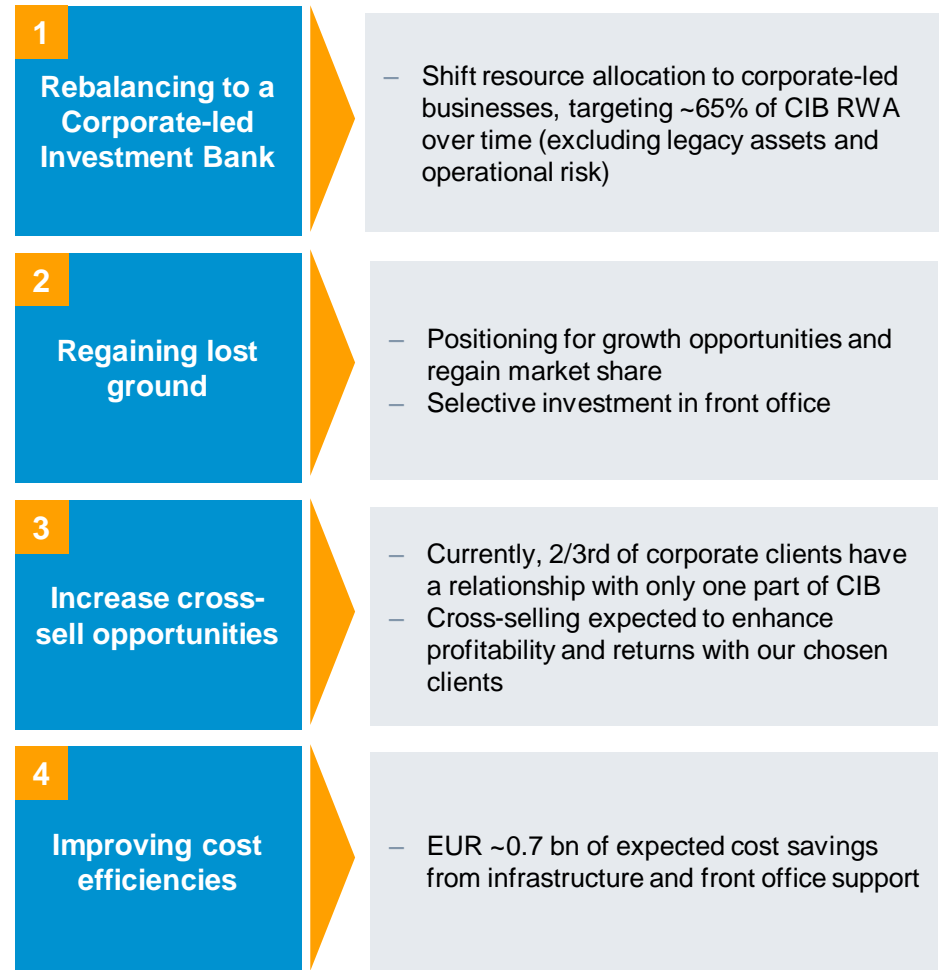 1
Rebalancing to a
Corporate-led
Investment Bank
– Shift resource allocation to corporate-led
businesses, targeting ~65% of CIB RWA
over time (excluding legacy assets and
operational risk)
2
Regaining lost
ground
– Positioning for growth opportunities and
regain market share
– Selective investment in front office
3
Increase cross-
sell opportunities
– Currently, 2/3rd of corporate clients have
a relationship with only one part of CIB
– Cross-selling expected to enhance
profitability and returns with our chosen
clients
4
Improving cost
efficiencies
– EUR ~0.7 bn of expected cost savings
from infrastructure and front office support